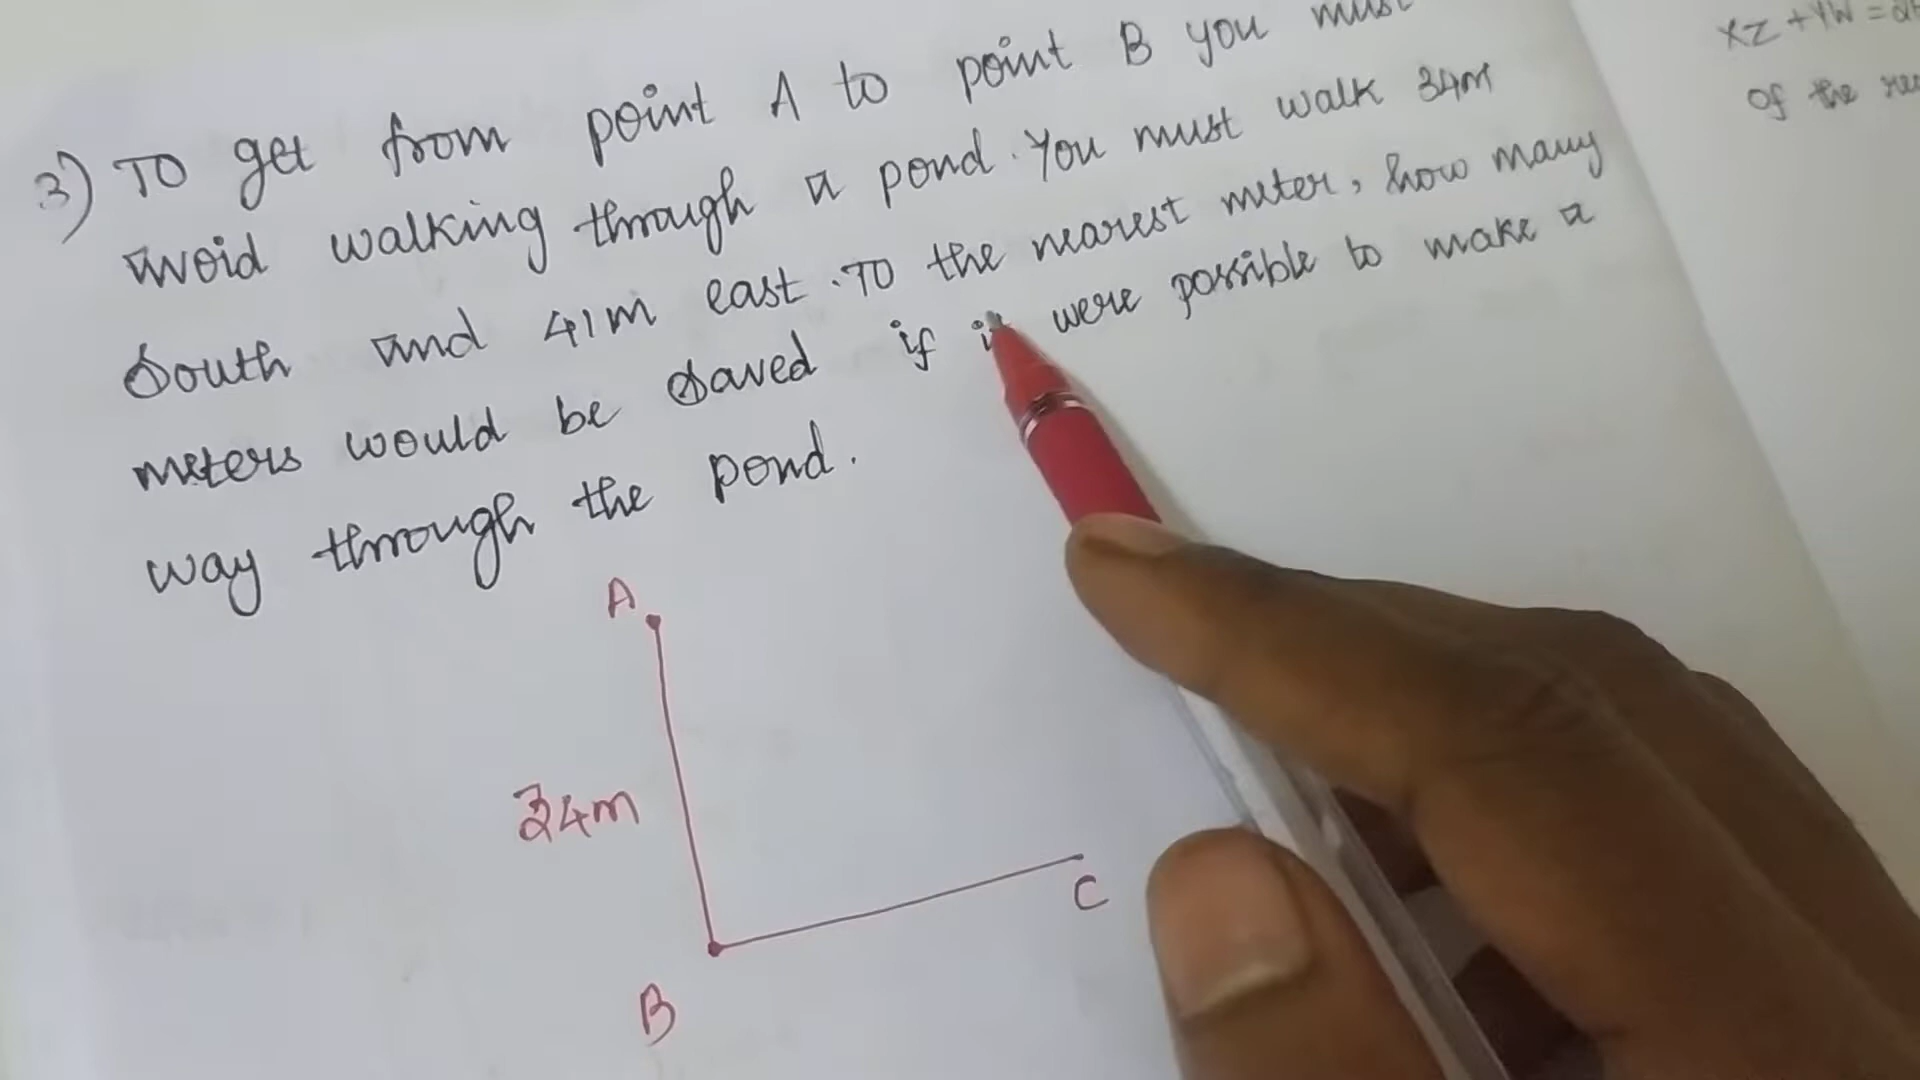 3) To get from point A to point B you must
avoid walking through a pond. You must walk 34m
south and 41m east. To the nearest meter, how many
meters would be saved if it were possible to make a
way through the pond.
A
34m
B
C
XZ + YW =
of the